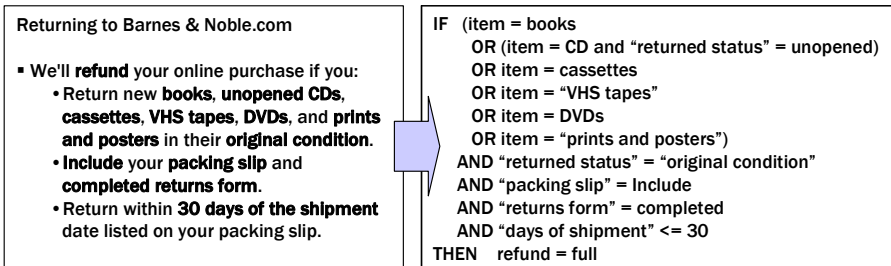 Returning to Barnes & Noble.com
▪ We'll refund your online purchase if you:
• Return new books, unopened CDs,
cassettes, VHS tapes, DVDs, and prints
and posters in their original condition.
• Include your packing slip and
completed returns form.
• Return within 30 days of the shipment
date listed on your packing slip.
IF (item = books
OR (item = CD and “returned status” = unopened)
OR item = cassettes
OR item = “VHS tapes”
OR item = DVDs
OR item = “prints and posters”)
AND “returned status” = “original condition”
AND “packing slip” = Include
AND “returns form” = completed
AND “days of shipment” <= 30
THEN refund = full